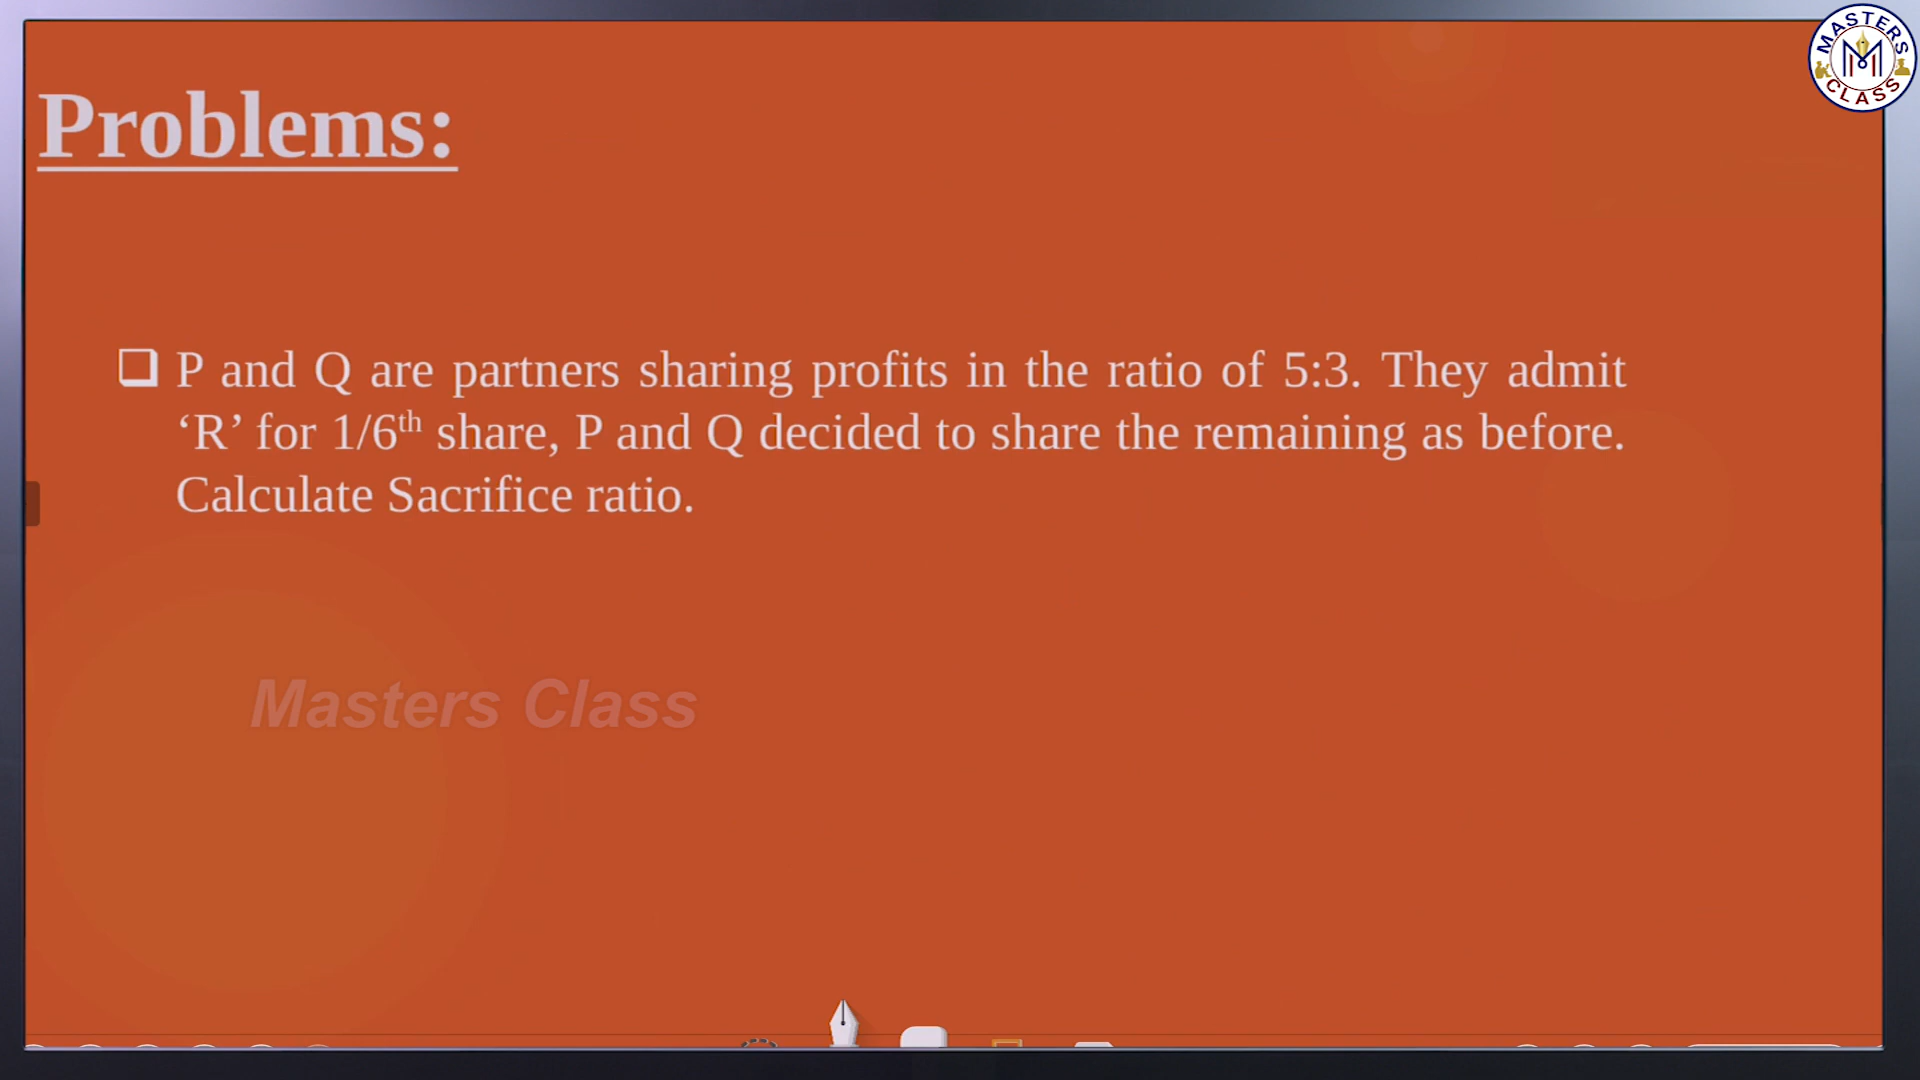 MASTERS
CLASS
Problems:
❑ P and Q are partners sharing profits in the ratio of 5:3. They admit
‘R’ for 1/6th share, P and Q decided to share the remaining as before.
Calculate Sacrifice ratio.
Masters Class